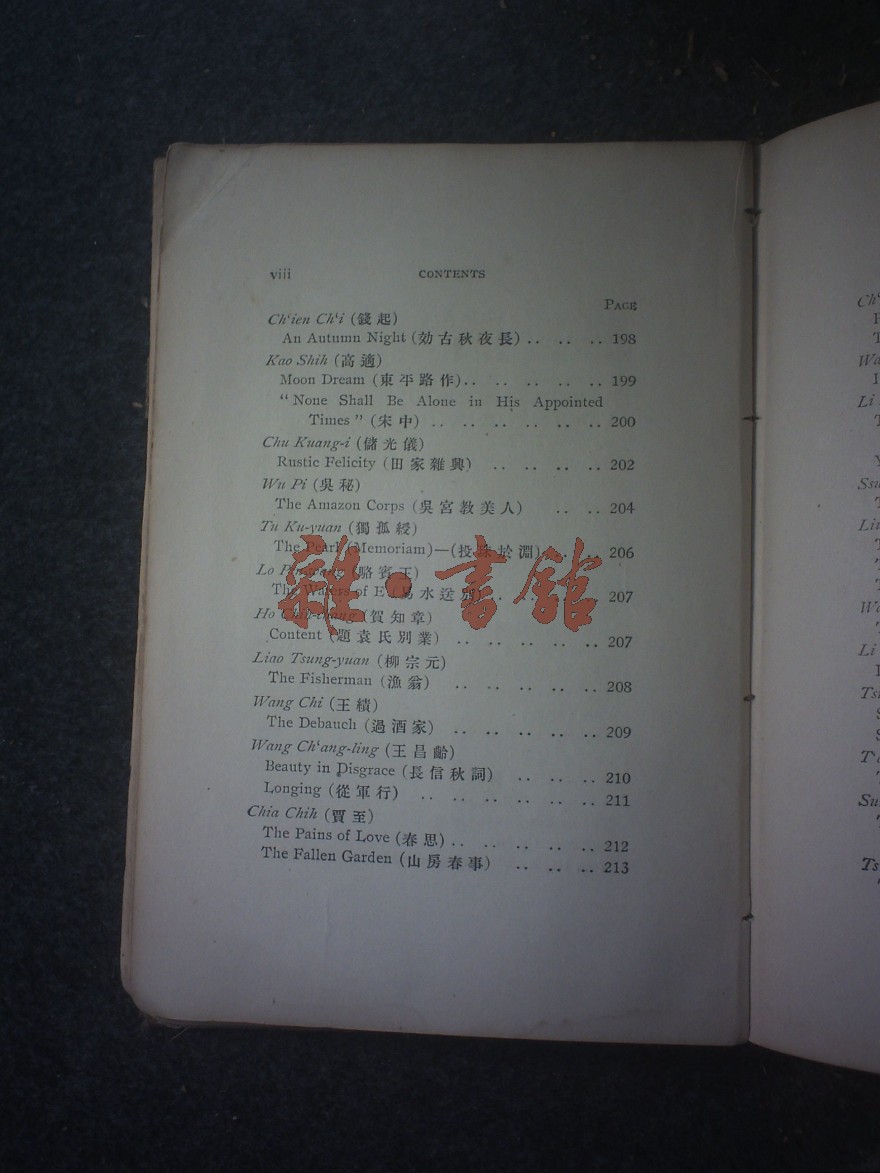 viii CONTENTS
PAGE
Ch‘ien Ch‘i (錢起)
An Autumn Night (効古秋夜長) .. .. .. 198
Kao Shih (高適)
Moon Dream (東平路作).. .. .. .. .. 199
“None Shall Be Alone in His Appointed
Times” (宋中) .. .. .. .. .. .. 200
Chu Kuang-i (儲光儀)
Rustic Felicity (田家雜興) .. .. .. .. 202
Wu Pi (吳秘)
The Amazon Corps (吳宮教美人) .. .. 204
Tu Ku-yuan (獨孤綬)
The Pearl (Memoriam)—(投珠於淵) .. .. 206
Lo (駱賓王)
The Waters of E (易水送別) .. .. 207
Ho Chih-chang (賀知章)
Content (題袁氏別業) .. .. .. .. .. 207
Liao Tsung-yuan (柳宗元)
The Fisherman (漁翁) .. .. .. .. .. 208
Wang Chi (王績)
The Debauch (過酒家) .. .. .. .. .. 209
Wang Ch‘ang-ling (王昌齡)
Beauty in Disgrace (長信秋詞) .. .. .. 210
Longing (從軍行) .. .. .. .. .. .. 211
Chia Chih (賈至)
The Pains of Love (春思) .. .. .. .. .. 212
The Fallen Garden (山房春事) .. .. .. 213
雜·書館